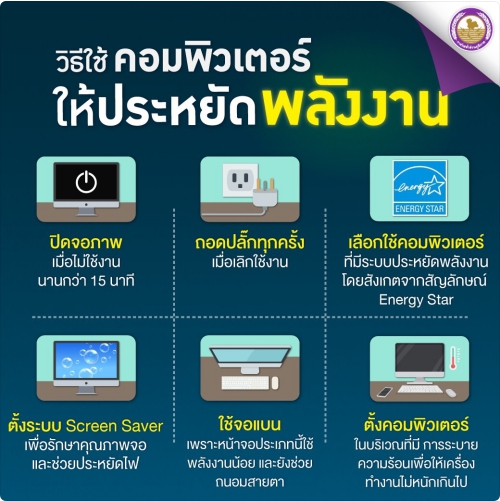 วิธีใช้ คอมพิวเตอร์
ให้ประหยัด พลังงาน
ปิดจอภาพ
เมื่อไม่ใช้งาน
นานกว่า 15 นาที
ถอดปลั๊กทุกครั้ง
เมื่อเลิกใช้งาน
energy
ENERGY STAR
เลือกใช้คอมพิวเตอร์
ที่มีระบบประหยัดพลังงาน
โดยสังเกตจากสัญลักษณ์
Energy Star
ตั้งระบบ Screen Saver
เพื่อรักษาคุณภาพจอ
และช่วยประหยัดไฟ
ใช้จอแบน
เพราะหน้าจอประเภทนี้ใช้
พลังงานน้อย และยังช่วย
ถนอมสายตา
ตั้งคอมพิวเตอร์
ในบริเวณที่มี การระบาย
ความร้อนเพื่อให้เครื่อง
ทำงานไม่หนักเกินไป